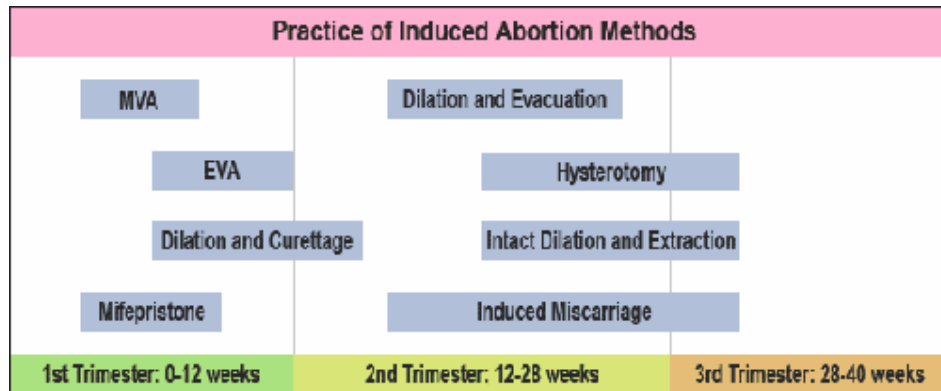 Practice of Induced Abortion Methods
MVA
Dilation and Evacuation
EVA
Hysterotomy
Dilation and Curettage
Intact Dilation and Extraction
Mifepristone
Induced Miscarriage
1st Trimester: 0-12 weeks
2nd Trimester: 12-28 weeks
3rd Trimester: 28-40 weeks